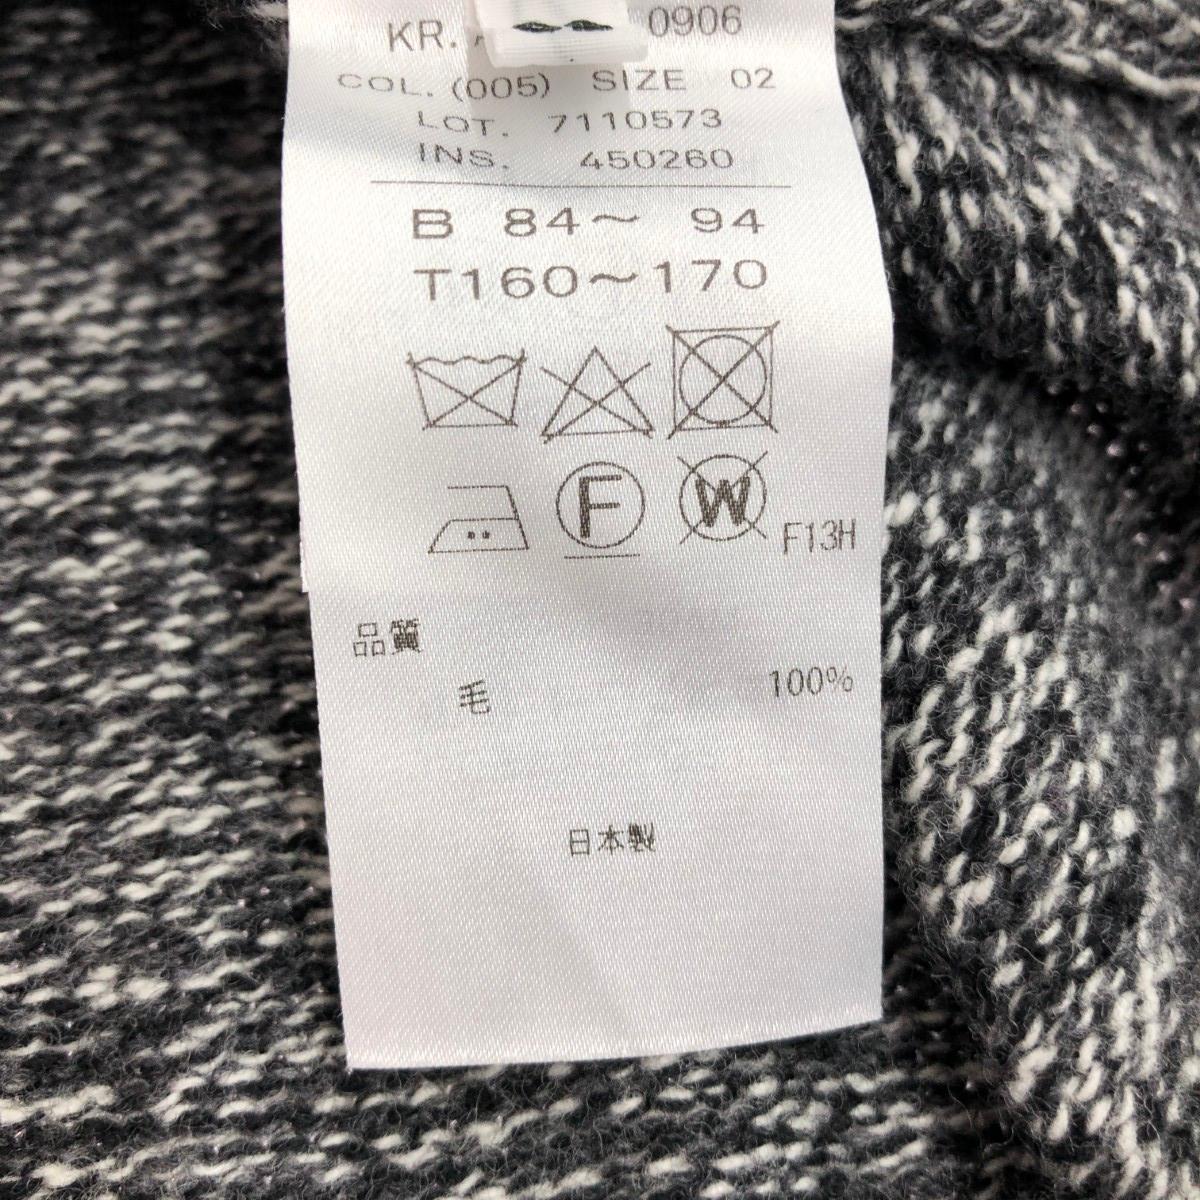 KR. 0906
COL. (005) SIZE 02
LOT. 7110573
INS. 450260
B 84～ 94
T160～170
F W F13H
品質
毛 100%
日本製